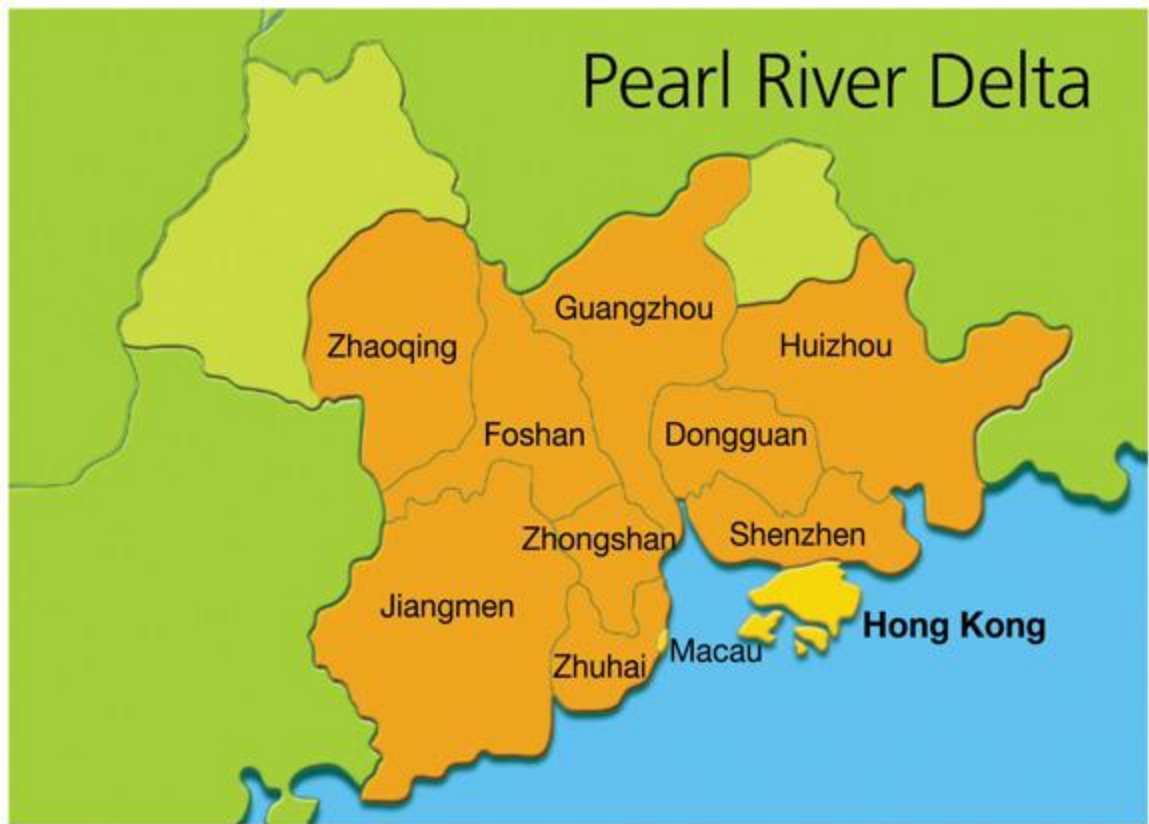 Pearl River Delta
Guangzhou
Zhaoqing
Huizhou
Foshan
Dongguan
Zhongshan
Shenzhen
Jiangmen
Hong Kong
Macau
Zhuhai